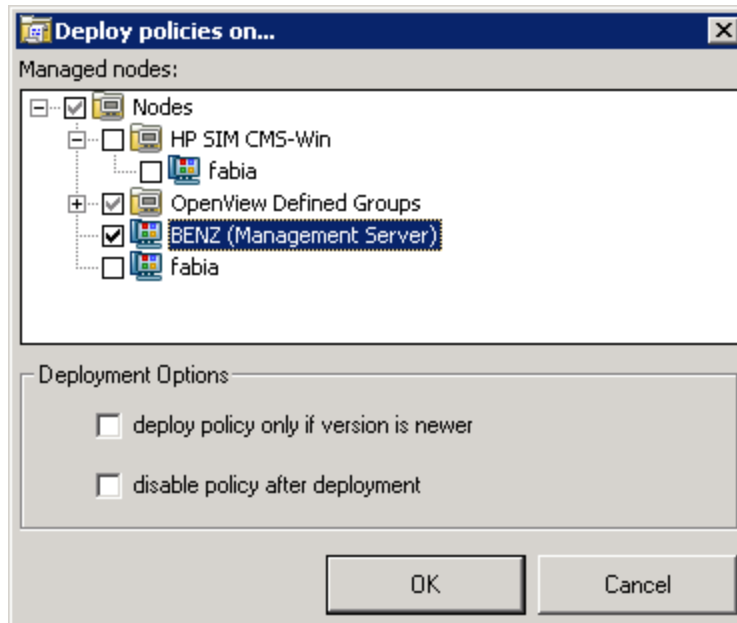 Deploy policies on...
Managed nodes:
Nodes
HP SIM CMS-Win
fabia
OpenView Defined Groups
BENZ (Management Server)
fabia
Deployment Options
deploy policy only if version is newer
disable policy after deployment
OK Cancel